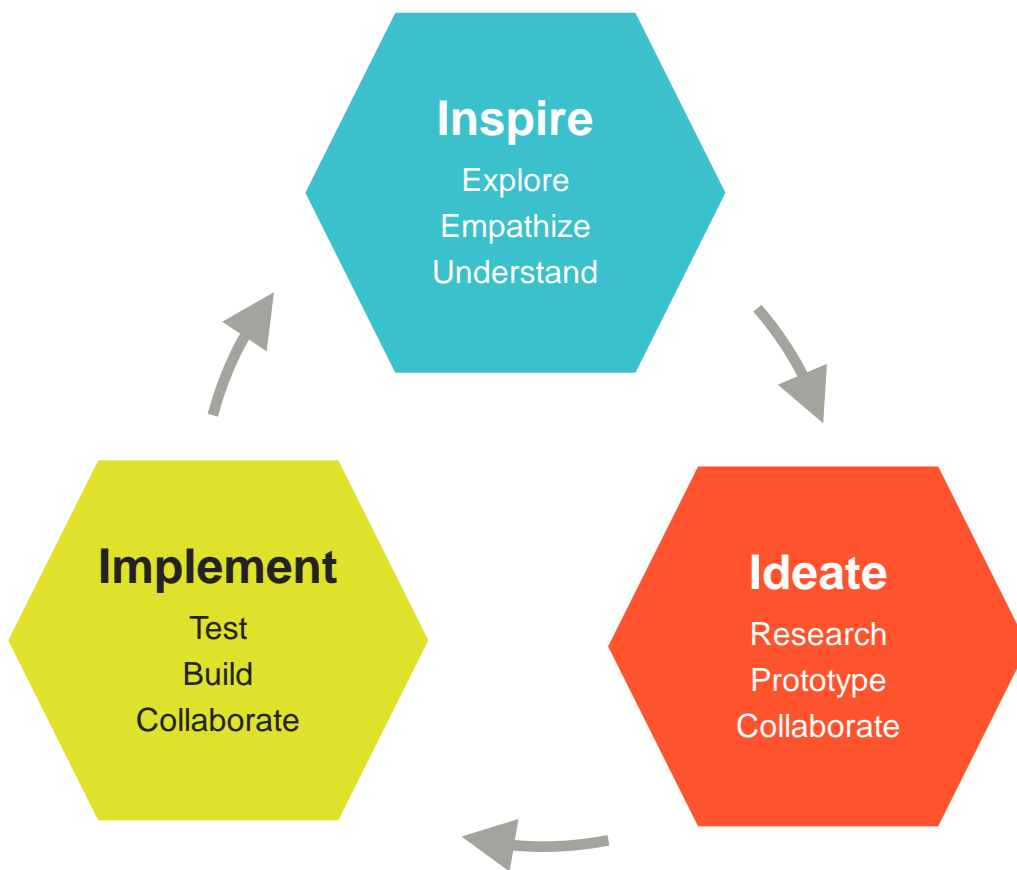 Inspire
Explore
Empathize
Understand
Implement
Test
Build
Collaborate
Ideate
Research
Prototype
Collaborate